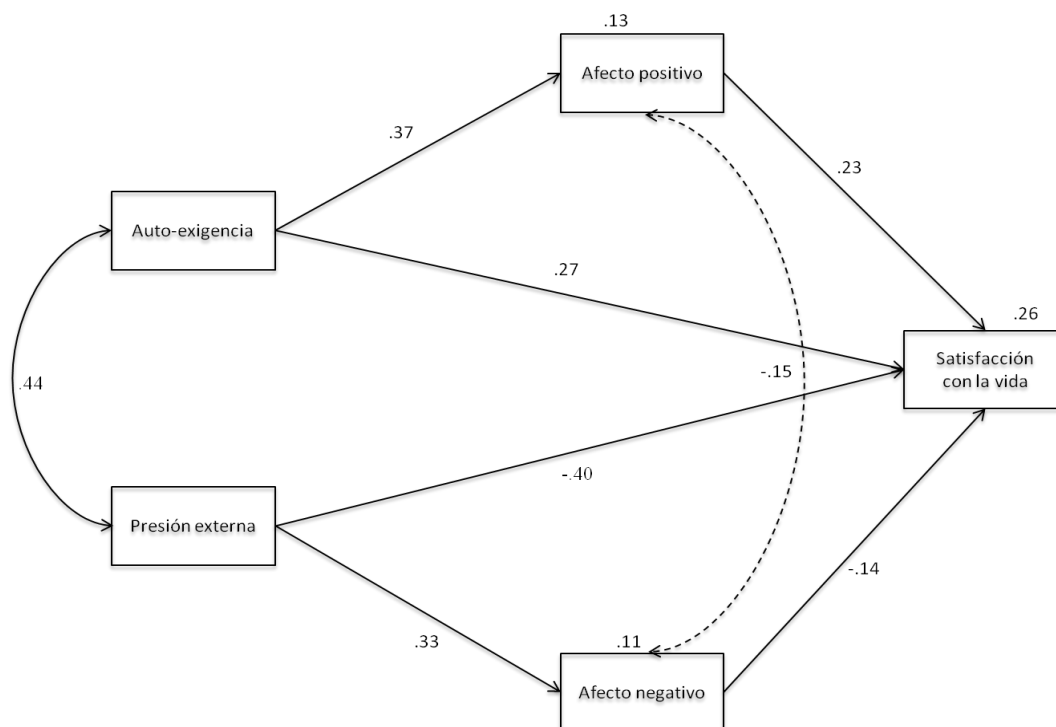 .13
Afecto positivo
.37
.23
Auto-exigencia
.27
.26
Satisfacción
con la vida
-.15
.44
-.40
Presión externa
-.14
.33
.11
Afecto negativo